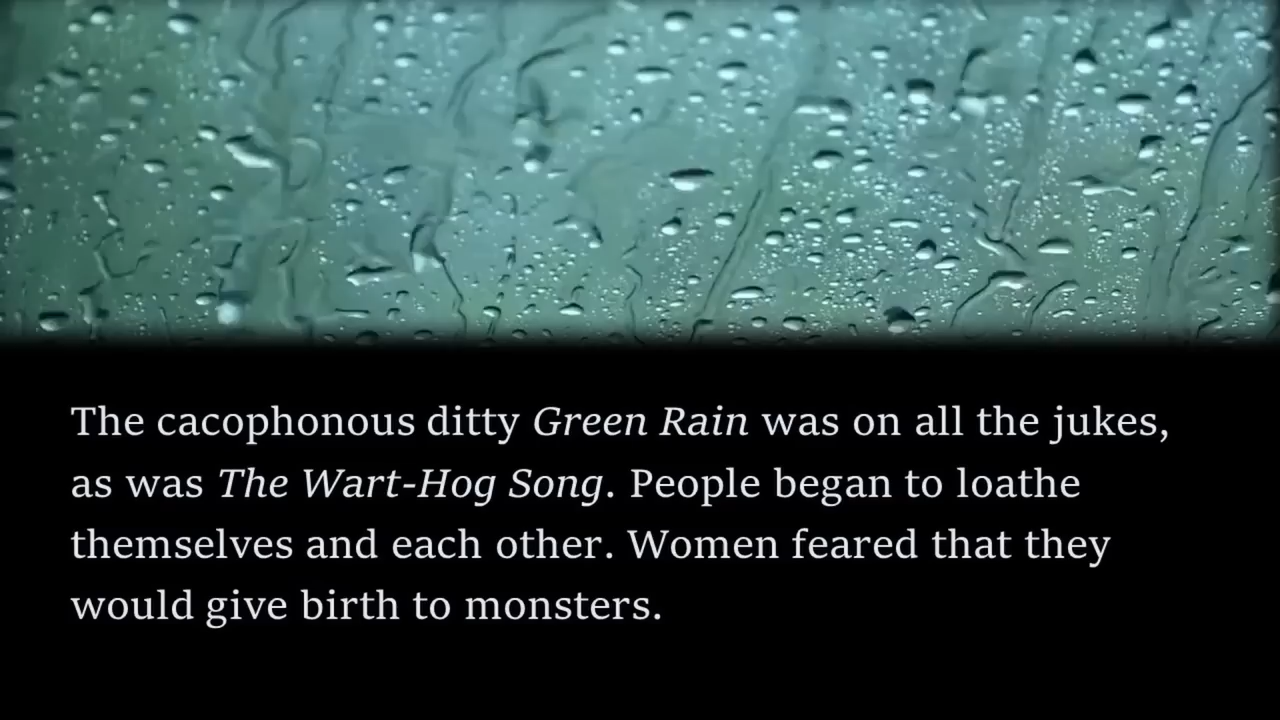 The cacophonous ditty Green Rain was on all the jukes,
as was The Wart-Hog Song. People began to loathe
themselves and each other. Women feared that they
would give birth to monsters.